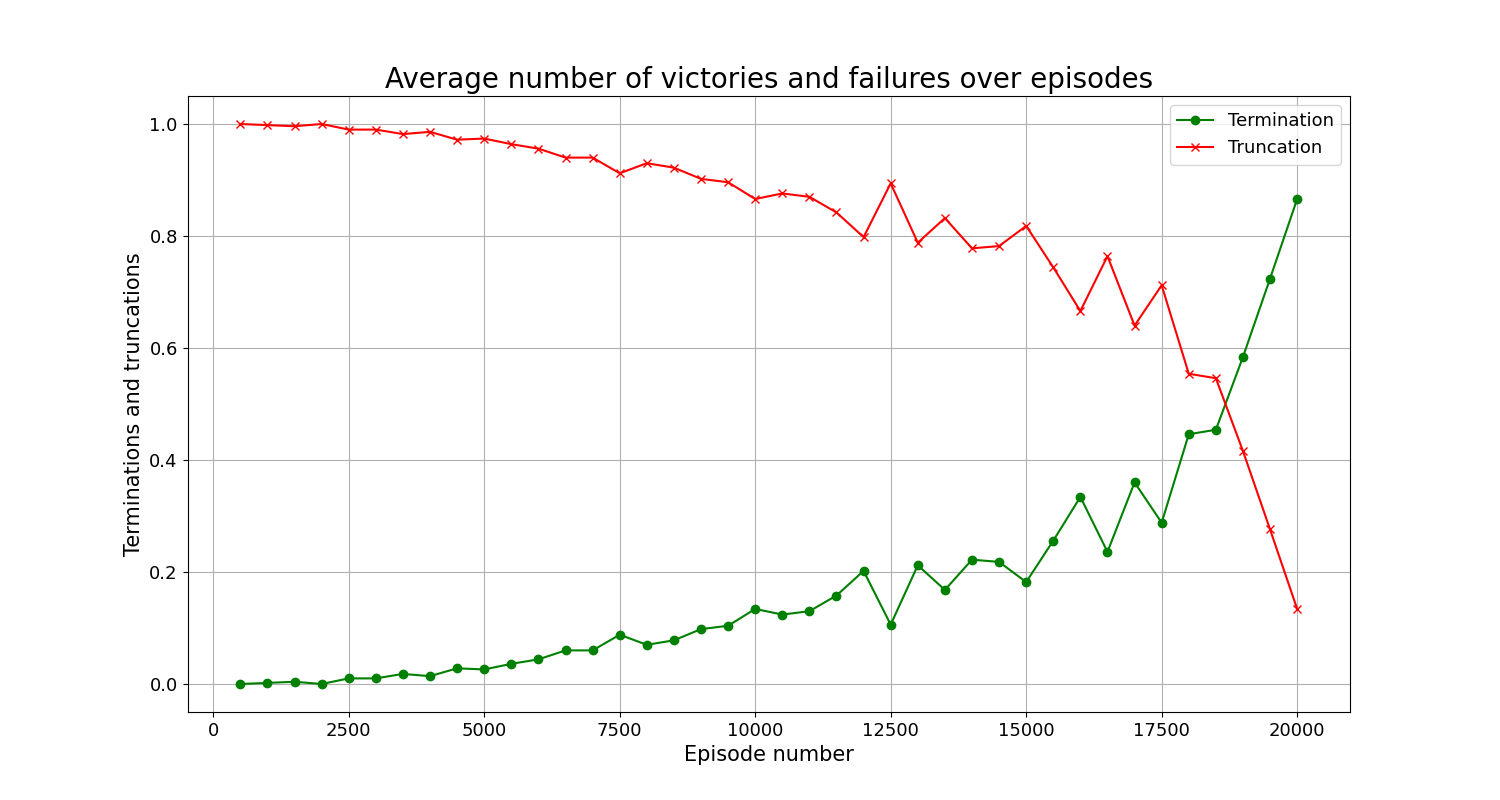 Average number of victories and failures over episodes
Termination
Truncation
Terminations and truncations
1.0
0.8
0.6
0.4
0.2
0.0
0 2500 5000 7500 10000 12500 15000 17500 20000
Episode number